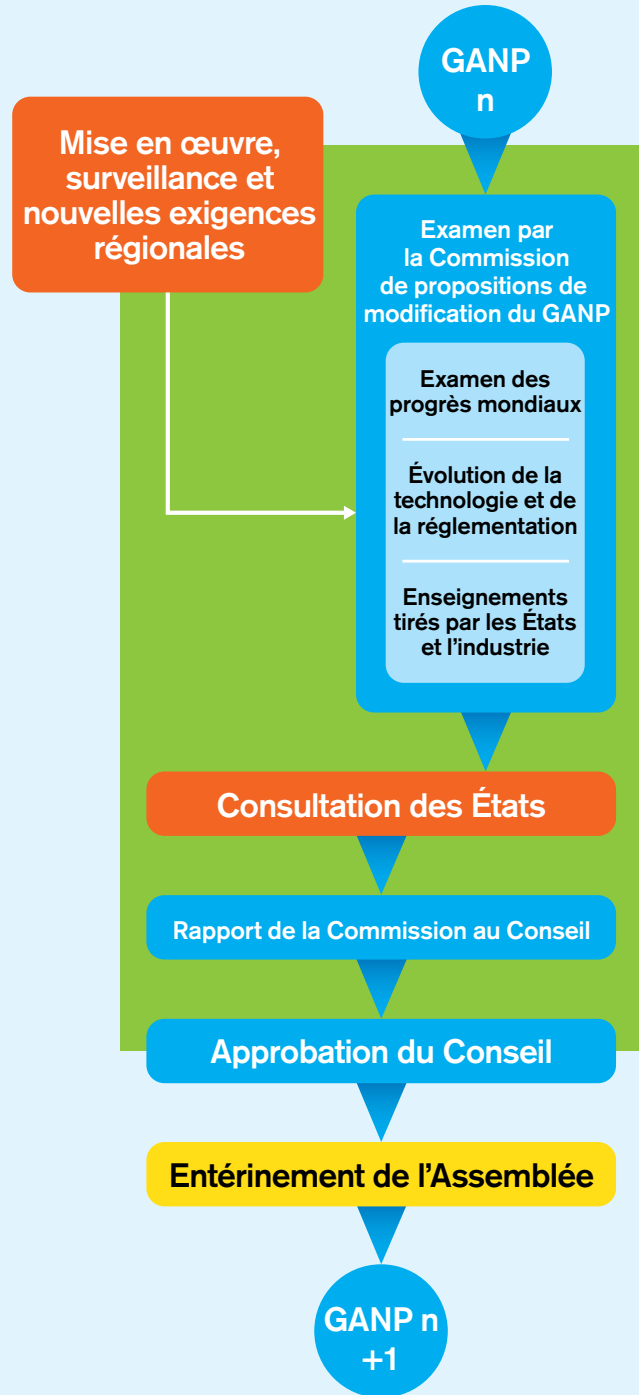 GANP
n
Mise en œuvre,
surveillance et
nouvelles exigences
régionales
Examen par
la Commission
de propositions de
modification du GANP
Examen des
progrès mondiaux
Évolution de la
technologie et de
la réglementation
Enseignements
tirés par les États
et l’industrie
Consultation des États
Rapport de la Commission au Conseil
Approbation du Conseil
Entérinement de l’Assemblée
GANP n
+1